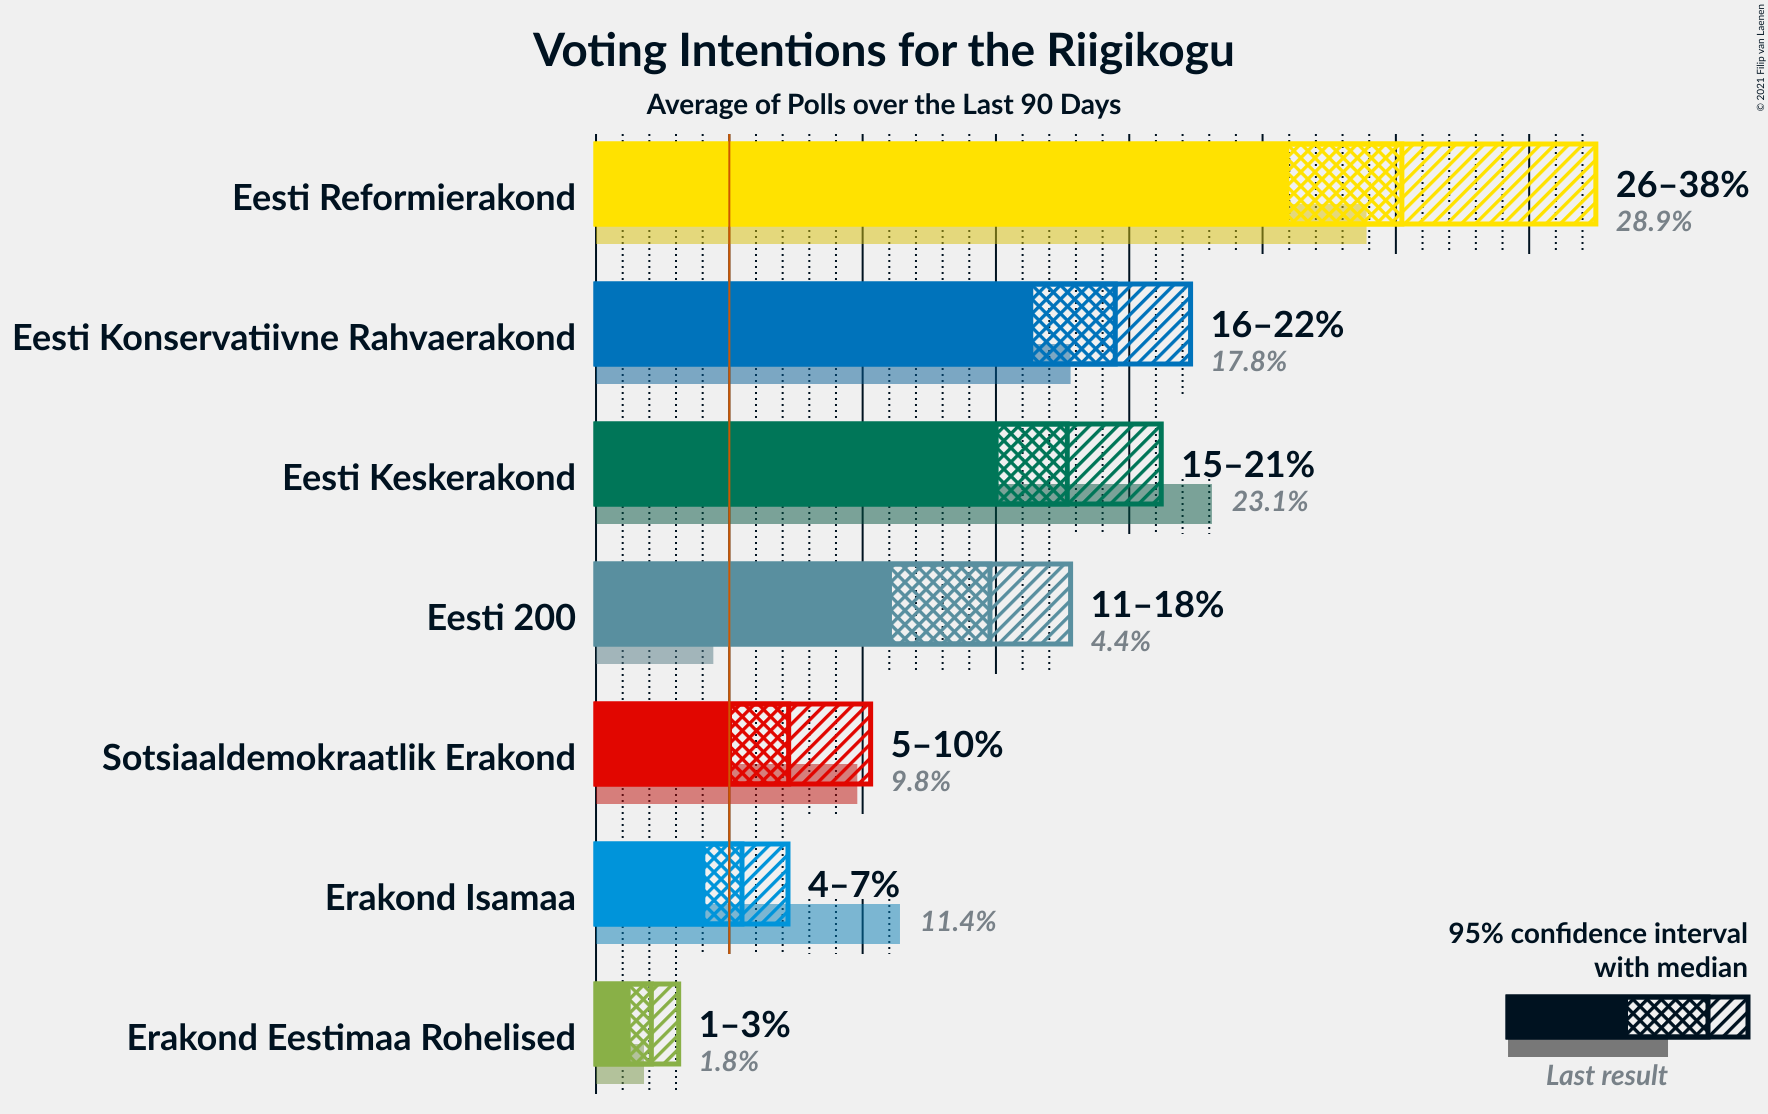 Voting Intentions for the Riigikogu
Average of Polls over the Last 90 Days
© 2021 Filip van Laenen
Eesti Reformierakond
26–38%
28.9%
Eesti Konservatiivne Rahvaerakond
16–22%
17.8%
Eesti Keskerakond
15–21%
23.1%
Eesti 200
11–18%
4.4%
Sotsiaaldemokraatlik Erakond
5–10%
9.8%
Erakond Isamaa
4–7%
11.4%
Erakond Eestimaa Rohelised
1–3%
1.8%
95% confidence interval
with median
Last result